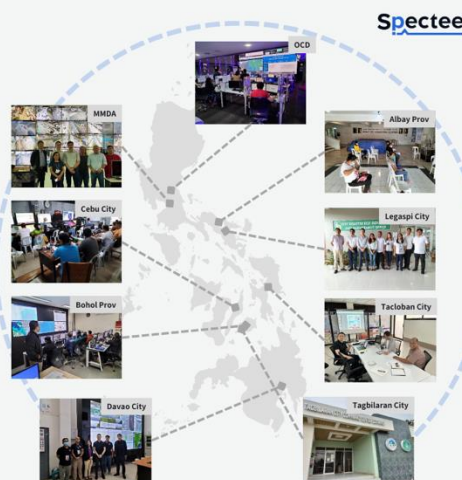 Spectee
OCD
MMDA
Albay Prov
Cebu City
Legaspi City
Bohol Prov
Tacloban City
Davao City
Tagbilaran City